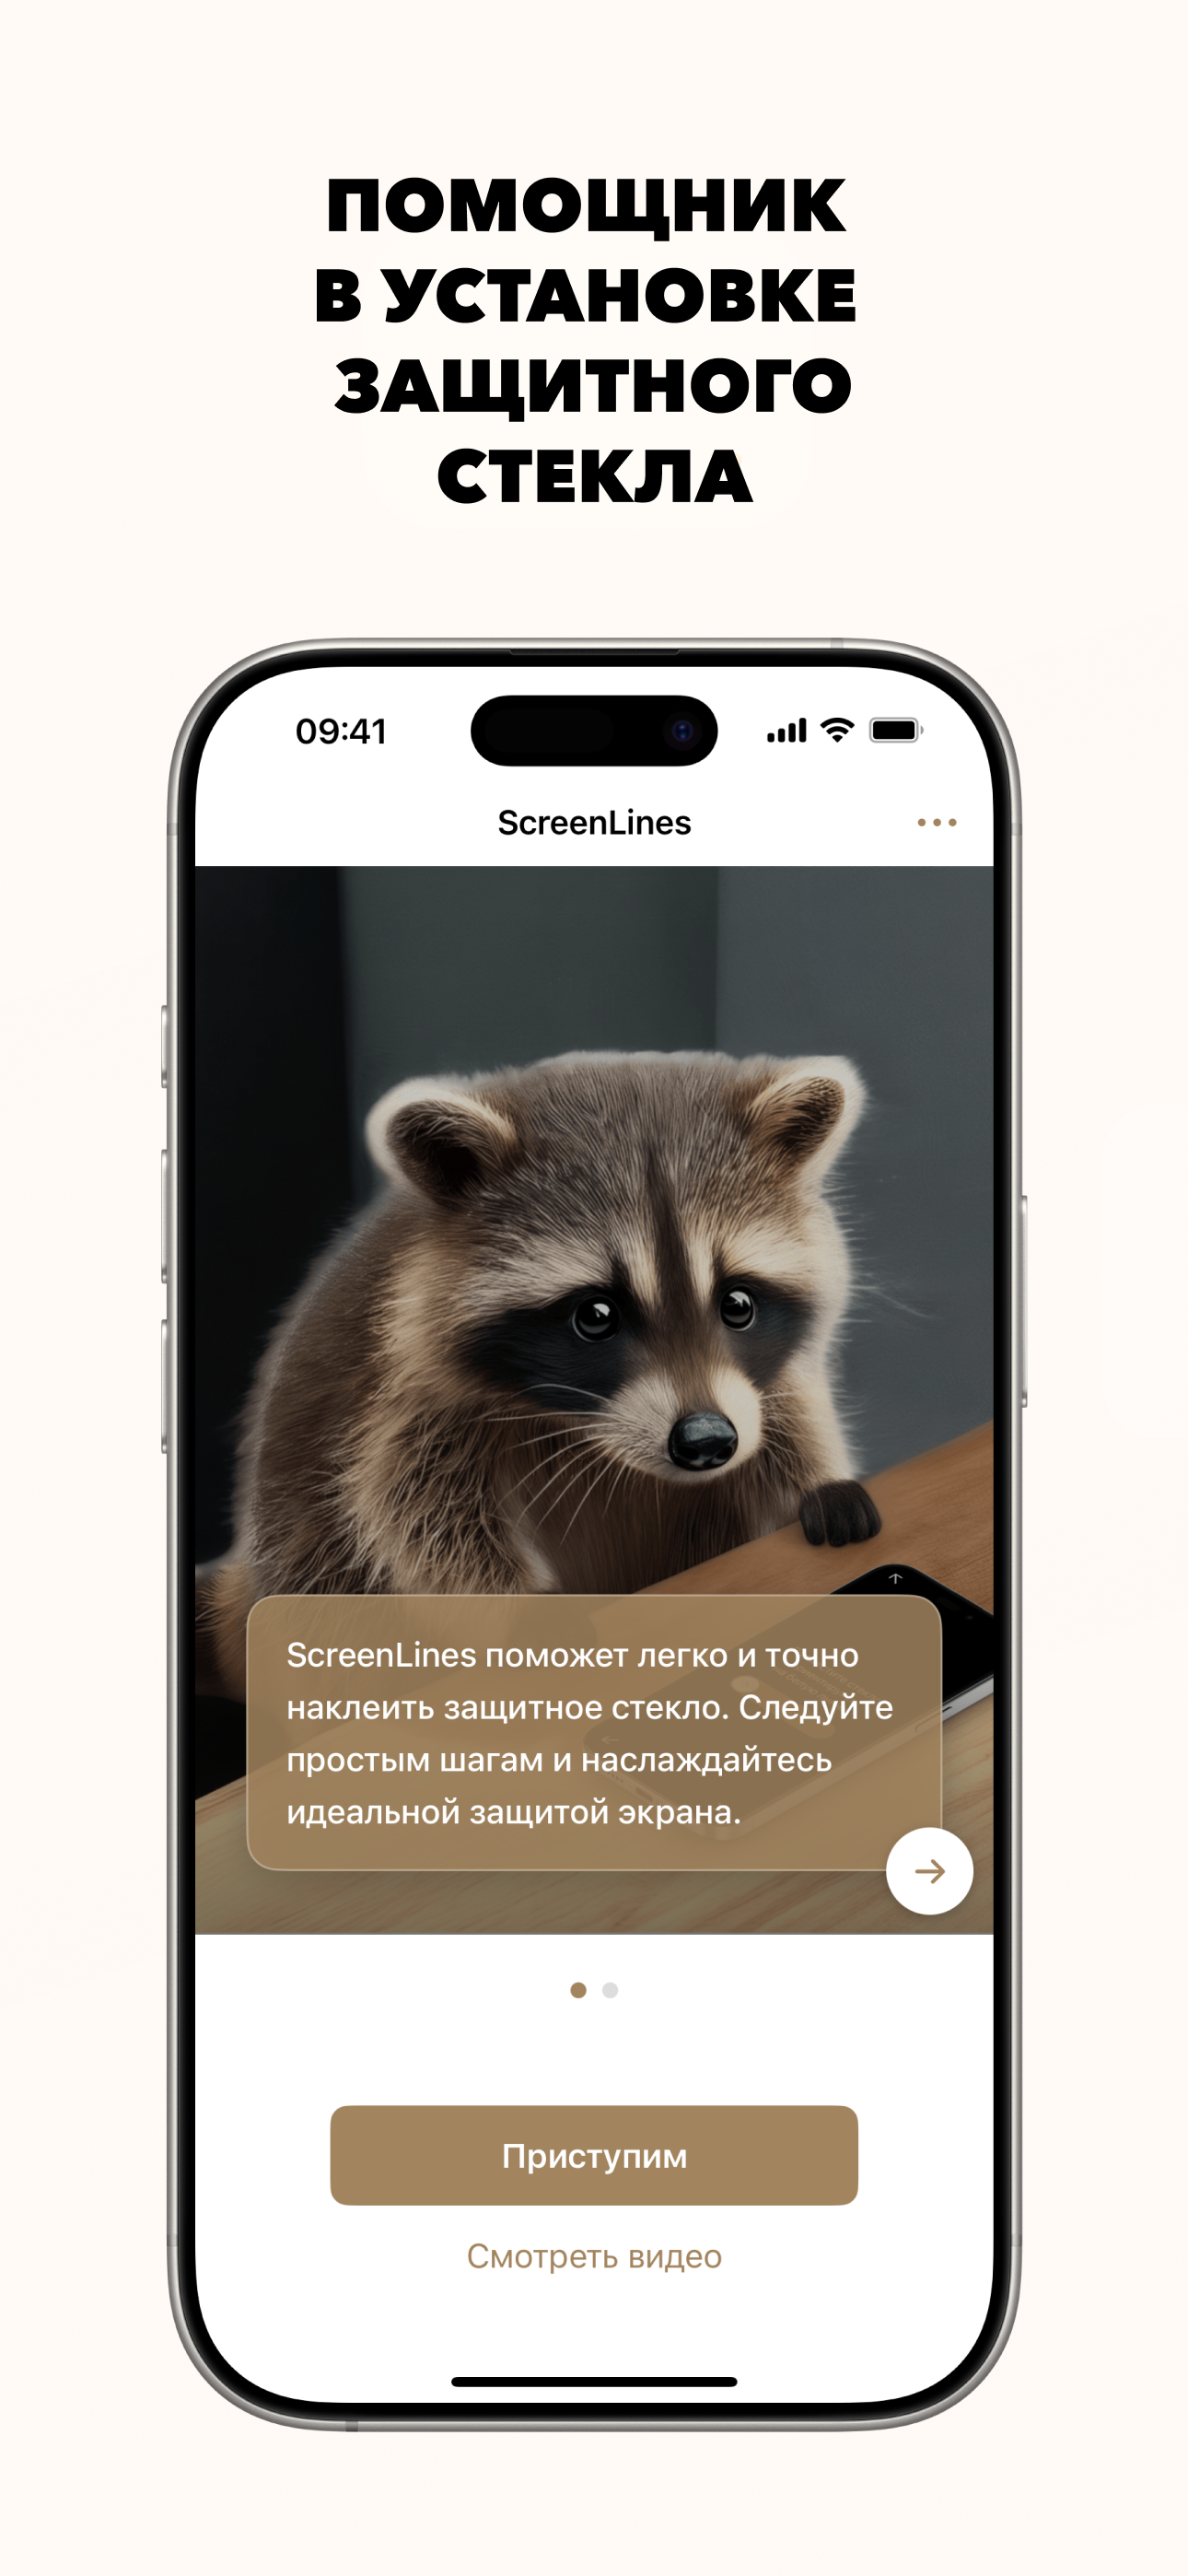 ПОМОЩНИК
В УСТАНОВКЕ
ЗАЩИТНОГО
СТЕКЛА
09:41
ScreenLines
ScreenLines поможет легко и точно
наклеить защитное стекло. Следуйте
простым шагам и наслаждайтесь
идеальной защитой экрана.
Приступим
Смотреть видео